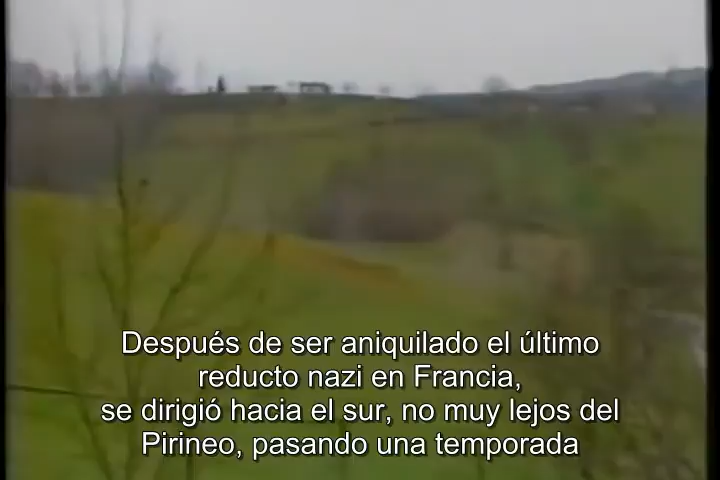 Después de ser aniquilado el último
reducto nazi en Francia,
se dirigió hacia el sur, no muy lejos del
Pirineo, pasando una temporada